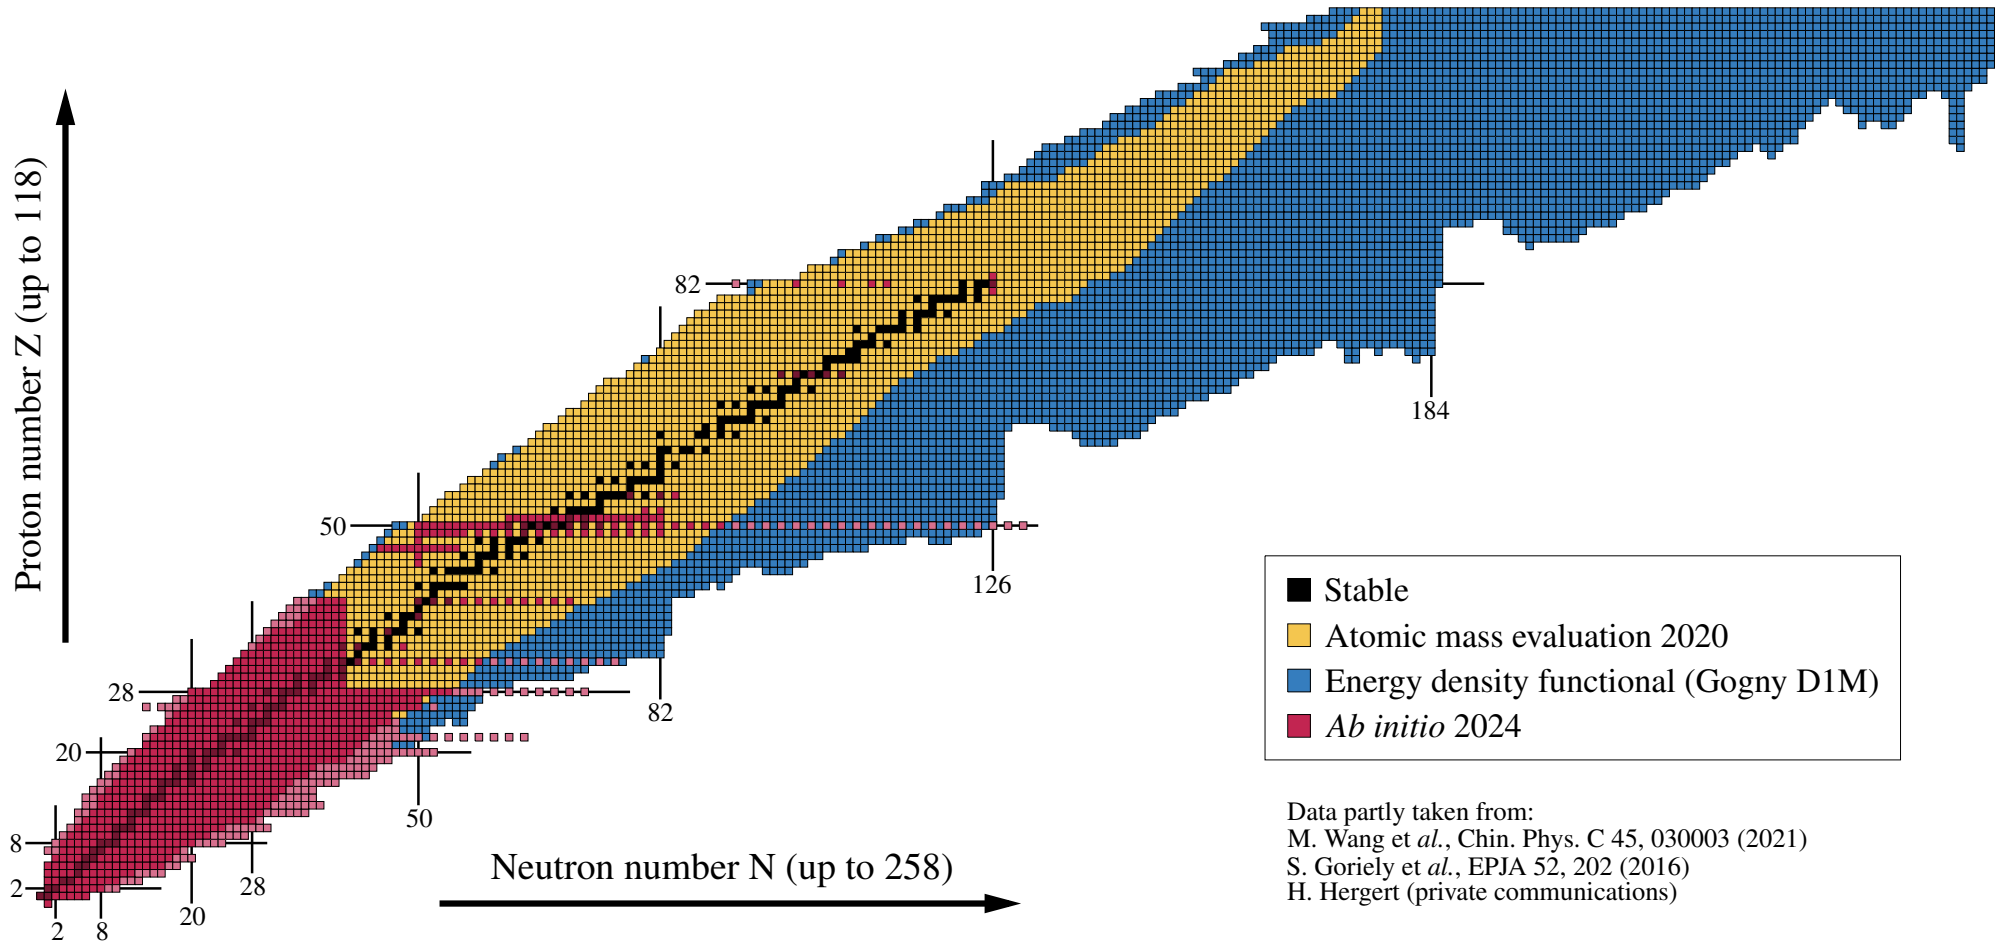 Proton number Z (up to 118)
82
50
28
20
8
2
2
8
20
28
50
82
126
184
Neutron number N (up to 258)
Stable
Atomic mass evaluation 2020
Energy density functional (Gogny D1M)
Ab initio 2024
Data partly taken from:
M. Wang et al., Chin. Phys. C 45, 030003 (2021)
S. Goriely et al., EPJA 52, 202 (2016)
H. Hergert (private communications)